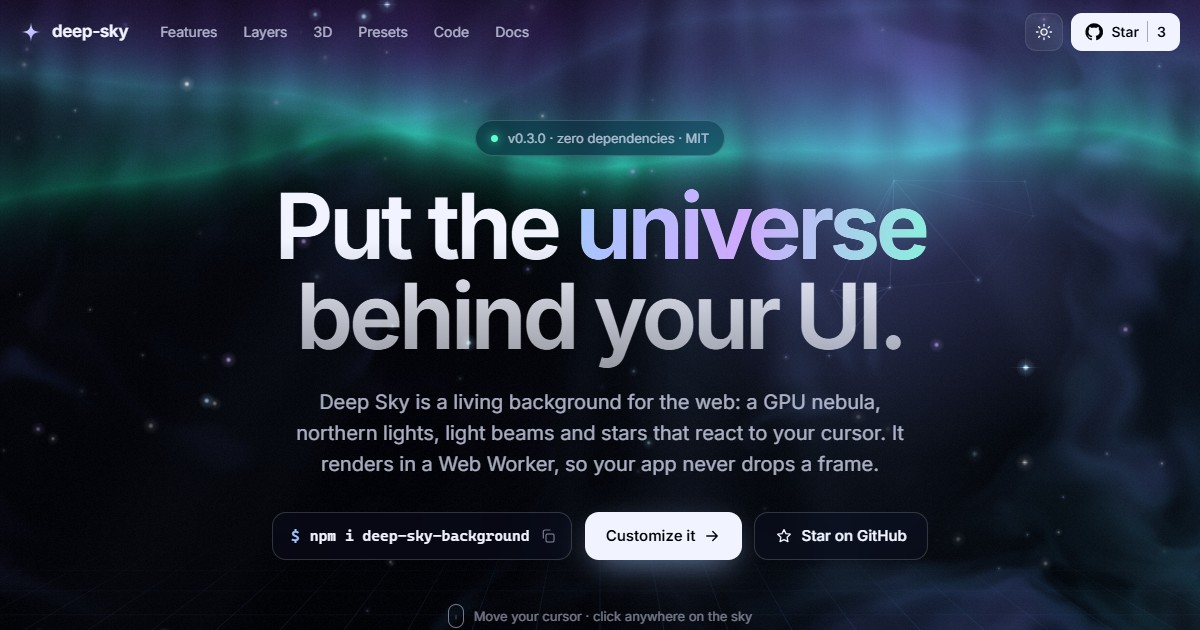 deep-sky
Features
Layers
3D
Presets
Code
Docs
Star 3
v0.3.0 · zero dependencies · MIT
Put the universe
behind your UI.
Deep Sky is a living background for the web: a GPU nebula,
northern lights, light beams and stars that react to your cursor. It
renders in a Web Worker, so your app never drops a frame.
$ npm i deep-sky-background
Customize it →
Star on GitHub
Move your cursor · click anywhere on the sky